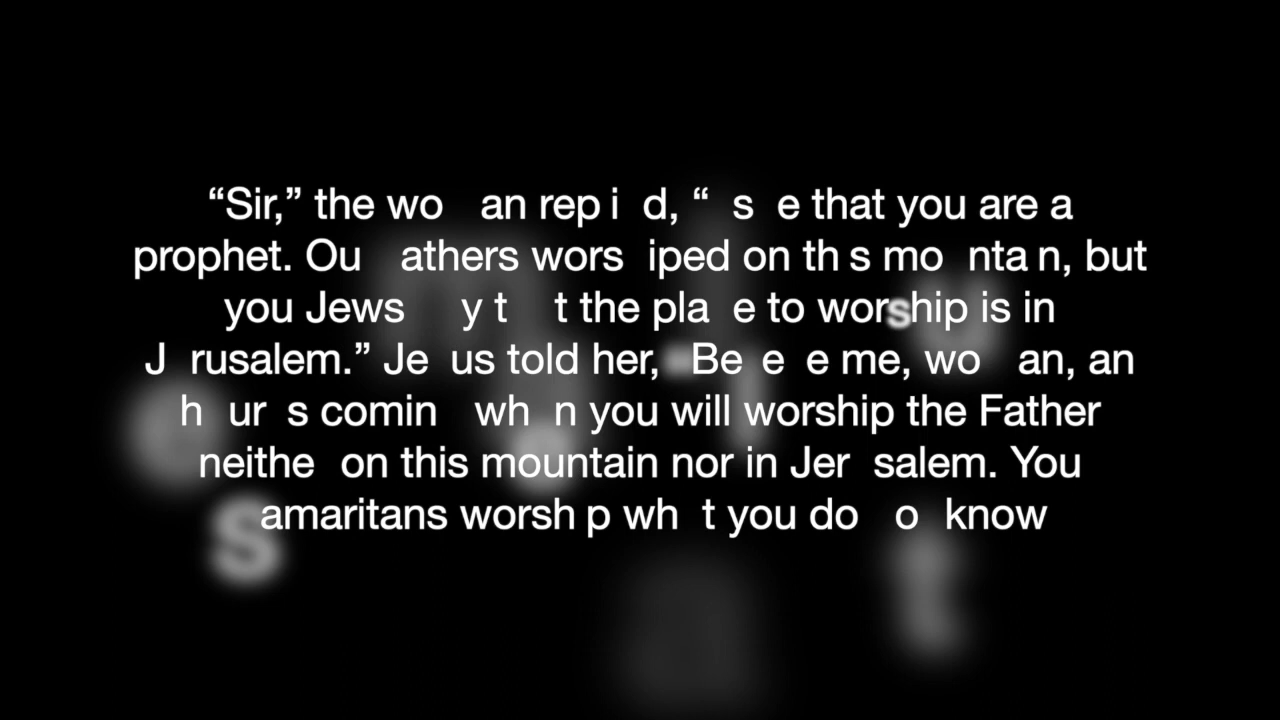 “Sir,” the wo an rep i d, “ s e that you are a
prophet. Ou athers wors iped on th s mo nta n, but
you Jews y t t the pla e to worship is in
J rusalem.” Je us told her, Be e e me, wo an, an
h ur s comin wh n you will worship the Father
neithe on this mountain nor in Jer salem. You
samaritans worsh p wh t you do o know